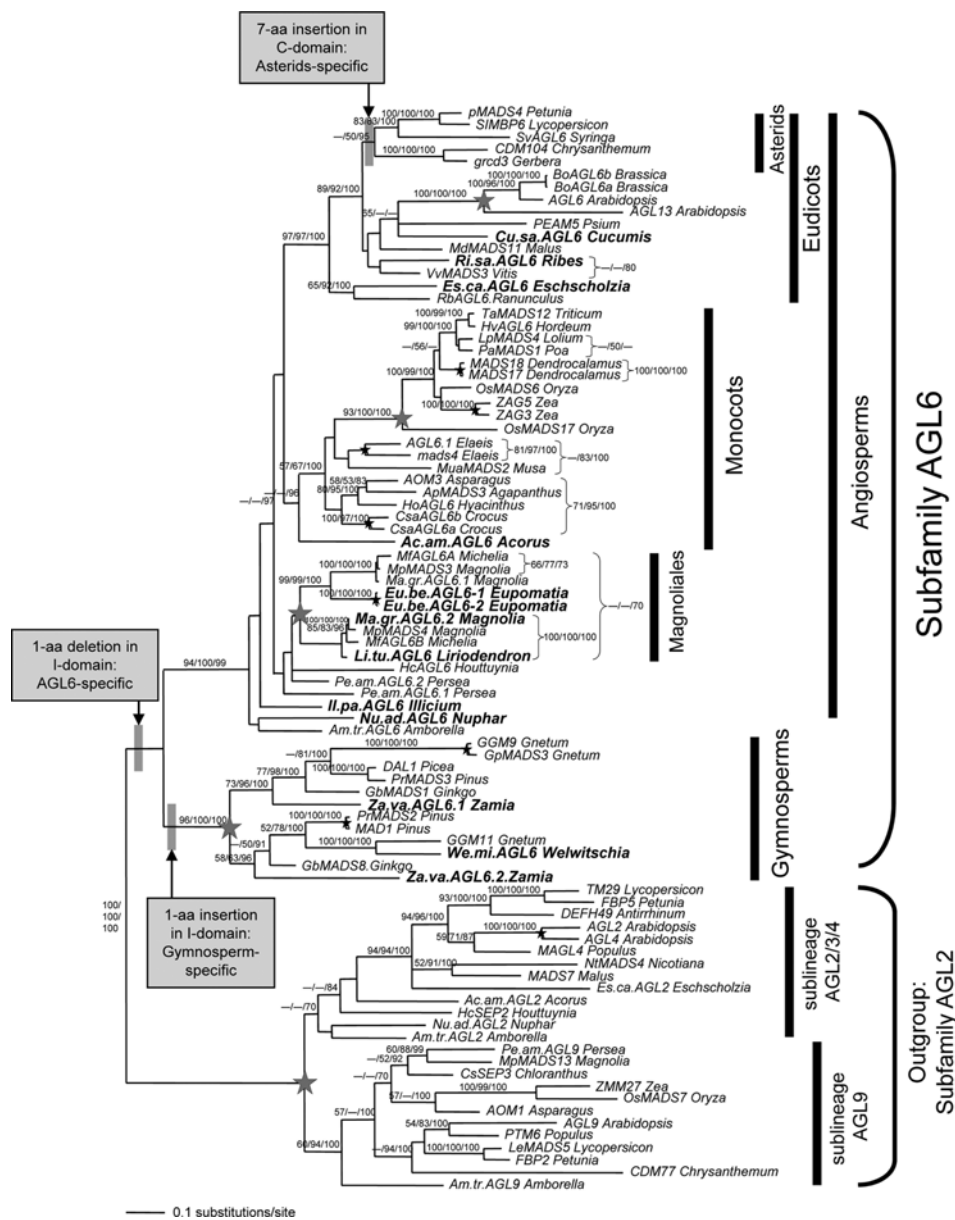 7-aa insertion in
C-domain:
Asterids-specific
100/100/100
pMADS4 Petunia
83/83/100
SIMBP6 Lycopersicon
—/50/95
SvAGL6 Syringa
CDM104 Chrysanthemum
100/100/100
grcd3 Gerbera
100/100/100
BoAGL6b Brassica
89/92/100
100/96/100
BoAGL6a Brassica
100/100/100
AGL6 Arabidopsis
AGL13 Arabidopsis
55/—/—
PEAM5 Psium
97/97/100
Cu.sa.AGL6 Cucumis
MdMADS11 Malus
Ri.sa.AGL6 Ribes
—/—/80
VvMADS3 Vitis
65/92/100
Es.ca.AGL6 Eschscholzia
RbAGL6.Ranunculus
100/99/100
TaMADS12 Triticum
99/100/100
HvAGL6 Hordeum
LpMADS4 Lolium
—/56/—
—/50/—
PaMADS1 Poa
100/99/100
MADS18 Dendrocalamus
100/100/100
MADS17 Dendrocalamus
OsMADS6 Oryza
100/100/100
ZAG5 Zea
93/100/100
ZAG3 Zea
OsMADS17 Oryza
AGL6.1 Elaeis
81/97/100
mads4 Elaeis
—/83/100
57/67/100
MuaMADS2 Musa
—/—/96
58/53/83
AOM3 Asparagus
—/—/97
80/95/100
ApMADS3 Agapanthus
HoAGL6 Hyacinthus
71/95/100
100/97/100
CsaAGL6b Crocus
CsaAGL6a Crocus
Ac.am.AGL6 Acorus
MfAGL6A Michelia
99/99/100
100/100/100
MpMADS3 Magnolia
66/77/73
Ma.gr.AGL6.1 Magnolia
100/100/100
Eu.be.AGL6-1 Eupomatia
—/—/70
Eu.be.AGL6-2 Eupomatia
100/100/100
Ma.gr.AGL6.2 Magnolia
85/83/96
MpMADS4 Magnolia
100/100/100
MfAGL6B Michelia
Li.tu.AGL6 Liriodendron
94/100/99
HcAGL6 Houttuynia
Pe.am.AGL6.2 Persea
Pe.am.AGL6.1 Persea
Il.pa.AGL6 Illicium
Nu.ad.AGL6 Nuphar
Am.tr.AGL6 Amborella
1-aa deletion in
I-domain:
AGL6-specific
100/100/100
GGM9 Gnetum
—/81/100
GpMADS3 Gnetum
77/98/100
100/100/100
DAL1 Picea
73/96/100
PrMADS3 Pinus
GbMADS1 Ginkgo
Za.va.AGL6.1 Zamia
96/100/100
100/100/100
PrMADS2 Pinus
52/78/100
MAD1 Pinus
—/50/91
100/100/100
GGM11 Gnetum
58/63/96
We.mi.AGL6 Welwitschia
GbMADS8.Ginkgo
Za.va.AGL6.2.Zamia
1-aa insertion
in I-domain:
Gymnosperm-
specific
100/
100/
100
100/100/100
TM29 Lycopersicon
93/100/100
FBP5 Petunia
94/96/100
DEFH49 Antirrhinum
100/100/100
AGL2 Arabidopsis
59/71/87
AGL4 Arabidopsis
94/94/100
MAGL4 Populus
52/91/100
NtMADS4 Nicotiana
MADS7 Malus
—/—/84
Es.ca.AGL2 Eschscholzia
—/—/70
Ac.am.AGL2 Acorus
HcSEP2 Houttuynia
Nu.ad.AGL2 Nuphar
Am.tr.AGL2 Amborella
60/88/99
Pe.am.AGL9 Persea
—/52/92
MpMADS13 Magnolia
—/—/70
CsSEP3 Chloranthus
100/99/100
ZMM27 Zea
57/—/100
OsMADS7 Oryza
57/—/100
AOM1 Asparagus
54/83/100
AGL9 Arabidopsis
60/94/100
PTM6 Populus
—/94/100
100/100/100
LeMADS5 Lycopersicon
FBP2 Petunia
CDM77 Chrysanthemum
Am.tr.AGL9 Amborella
0.1 substitutions/site
Asterids
Eudicots
Monocots
Magnoliales
Angiosperms
Gymnosperms
Subfamily AGL6
sublineage
AGL2/3/4
sublineage
AGL9
Outgroup:
Subfamily AGL2